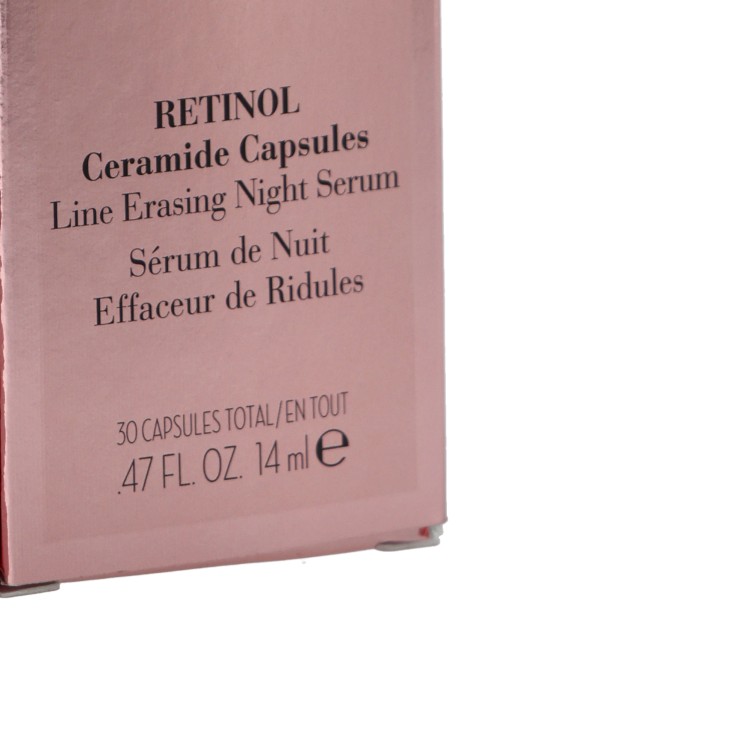 RETINOL
Ceramide Capsules
Line Erasing Night Serum
Sérum de Nuit
Effaceur de Ridules
30 CAPSULES TOTAL/EN TOUT
.47 FL. OZ. 14 ml ℮